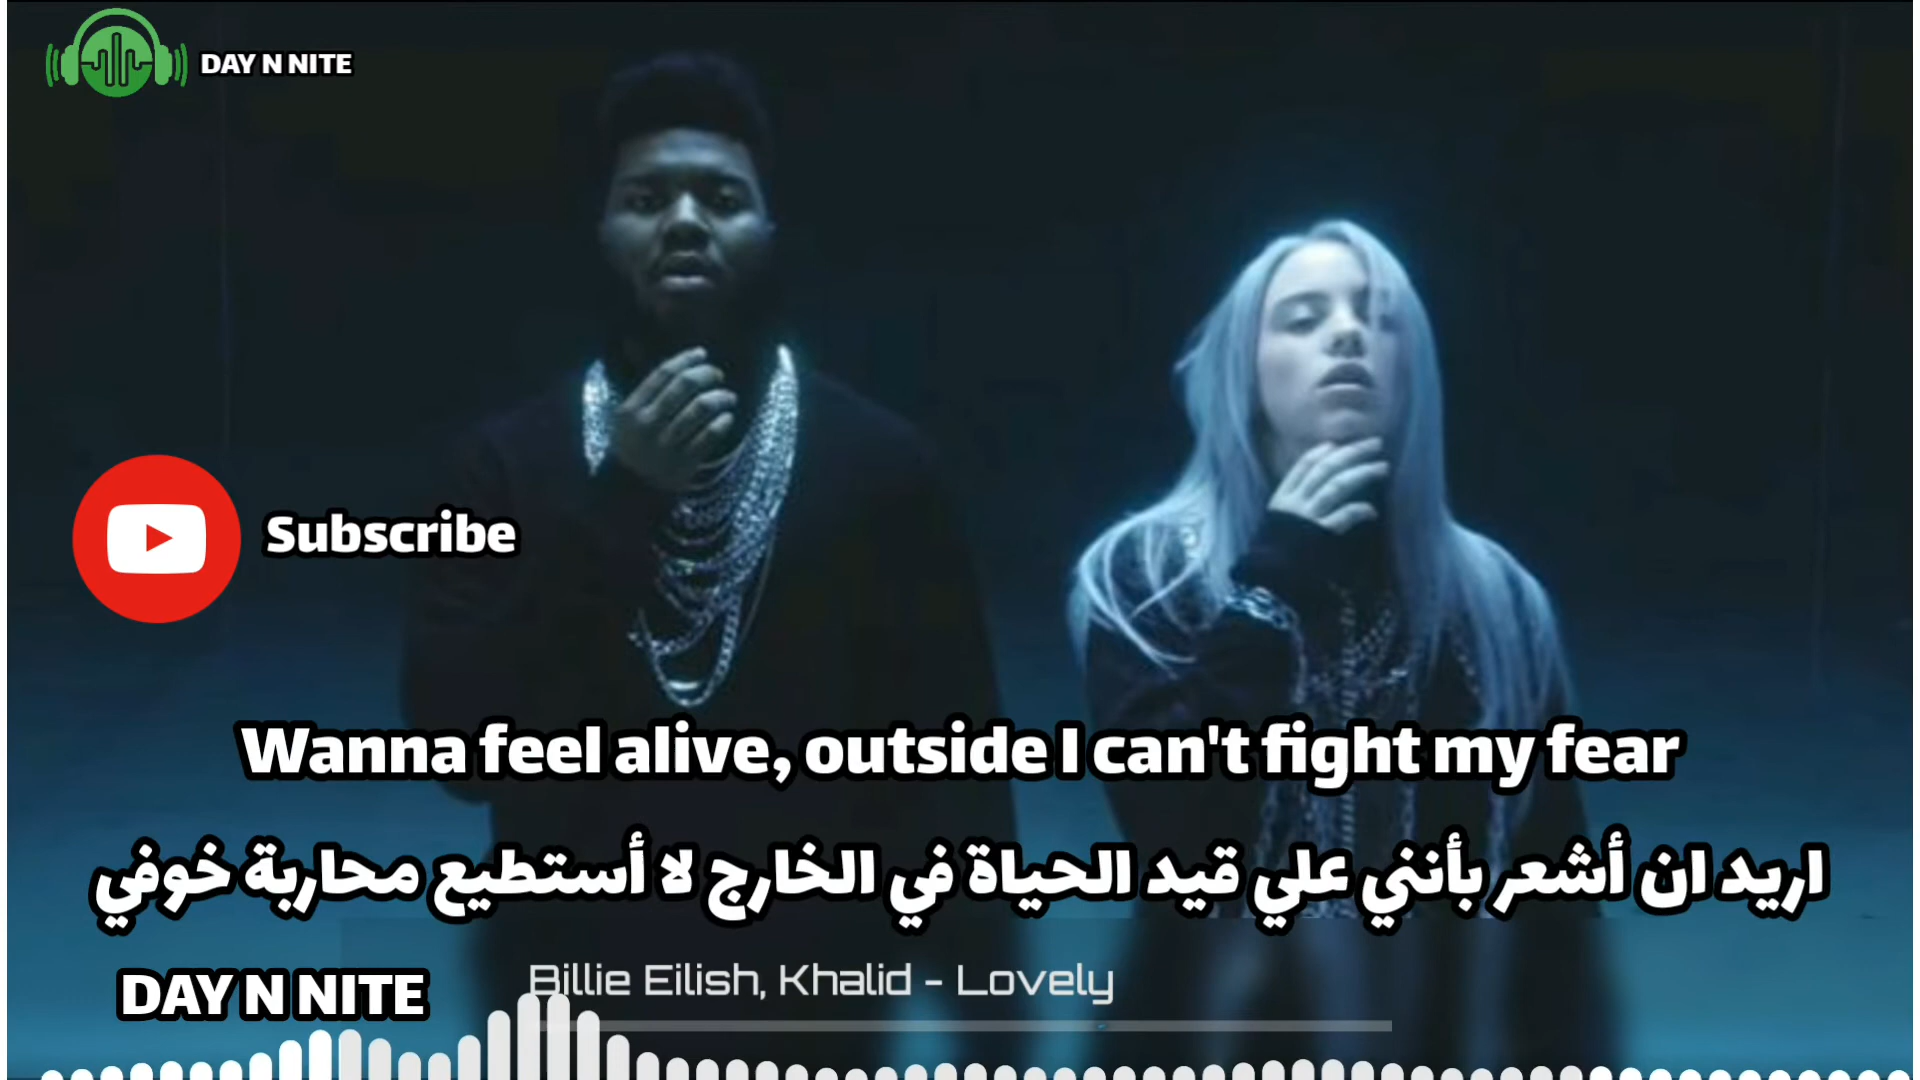 DAY N NITE
Subscribe
Wanna feel alive, outside I can't fight my fear
اريد ان أشعر بأنني علي قيد الحياة في الخارج لا أستطيع محاربة خوفي
DAY N NITE
Billie Eilish, Khalid - Lovely